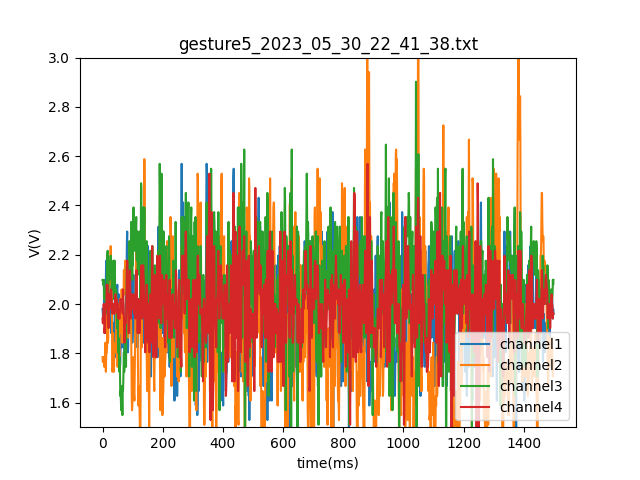 gesture5_2023_05_30_22_41_38.txt
V(V)
3.0
2.8
2.6
2.4
2.2
2.0
1.8
1.6
channel1
channel2
channel3
channel4
0 200 400 600 800 1000 1200 1400
time(ms)